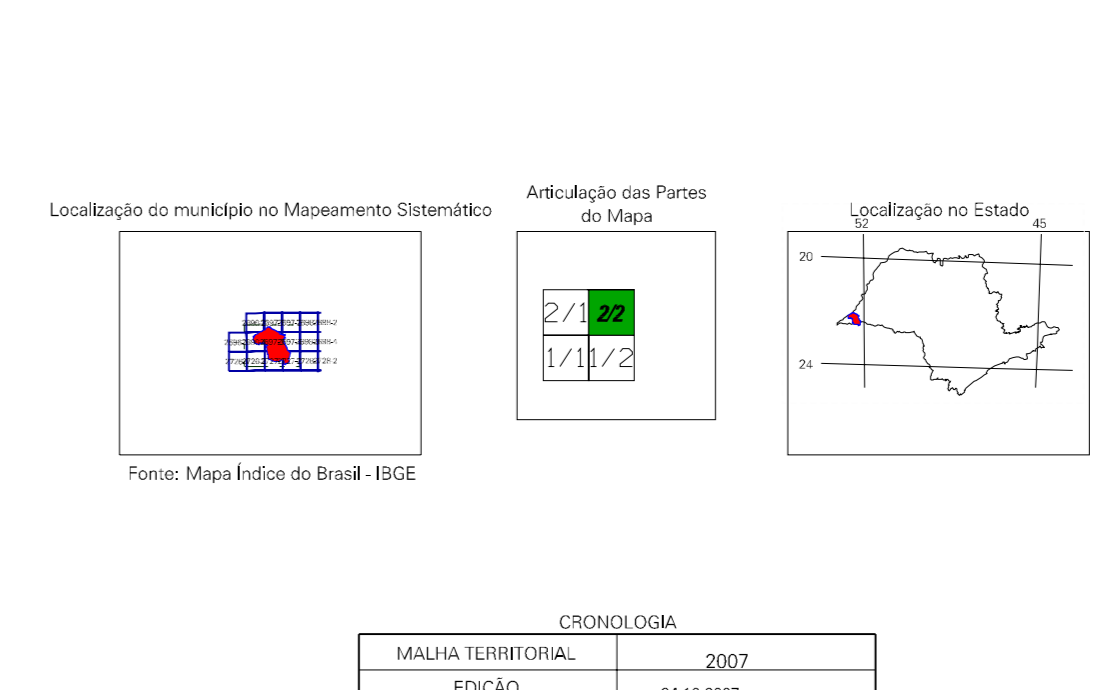 Localização do município no Mapeamento Sistemático
Articulação das Partes
do Mapa
Localização no Estado
52
45
20
24
2/1
2/2
1/1
1/2
Fonte: Mapa Índice do Brasil - IBGE
CRONOLOGIA
MALHA TERRITORIAL
2007
EDIÇÃO